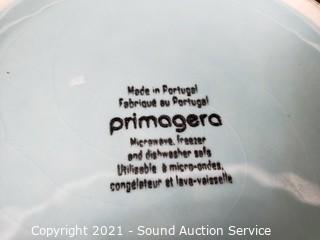 Made in Portugal
Fabriqué au Portugal
primagera
Microwave, freezer
and dishwasher safe
Utilisable à micro-ondes,
congélateur et lave-vaisselle
Copyright 2021 - Sound Auction Service